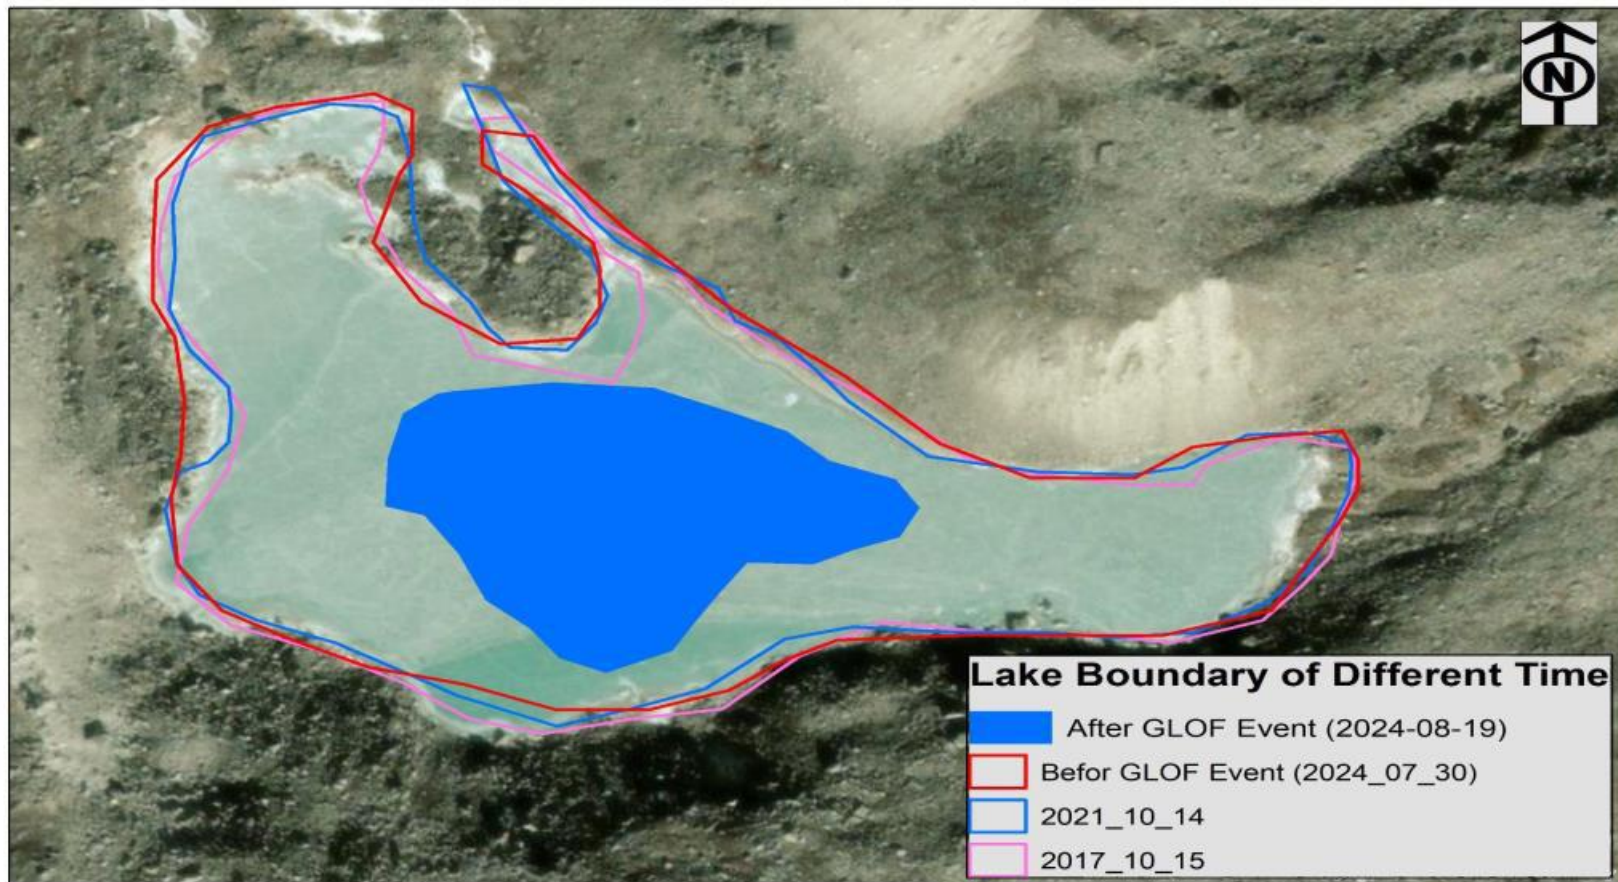 N
Lake Boundary of Different Time
After GLOF Event (2024-08-19)
Befor GLOF Event (2024_07_30)
2021_10_14
2017_10_15